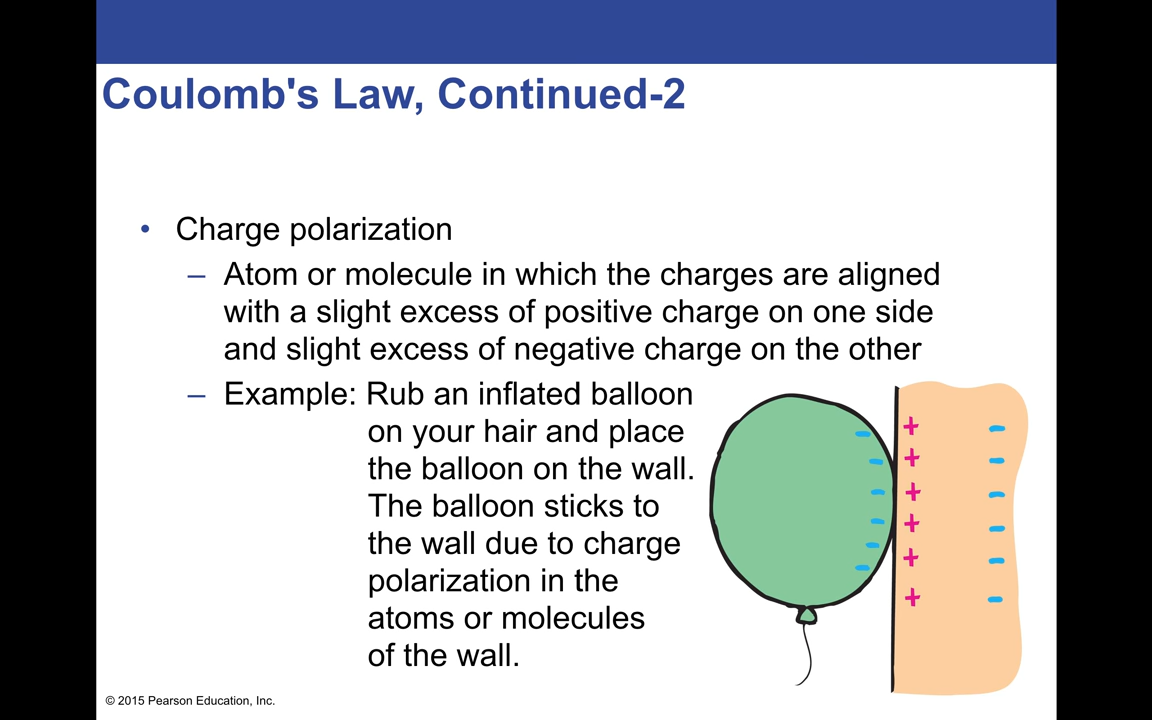 Coulomb's Law, Continued-2
• Charge polarization
– Atom or molecule in which the charges are aligned
with a slight excess of positive charge on one side
and slight excess of negative charge on the other
– Example: Rub an inflated balloon
on your hair and place
the balloon on the wall.
The balloon sticks to
the wall due to charge
polarization in the
atoms or molecules
of the wall.
+ -
+ -
+ -
+ -
+ -
+ -
© 2015 Pearson Education, Inc.